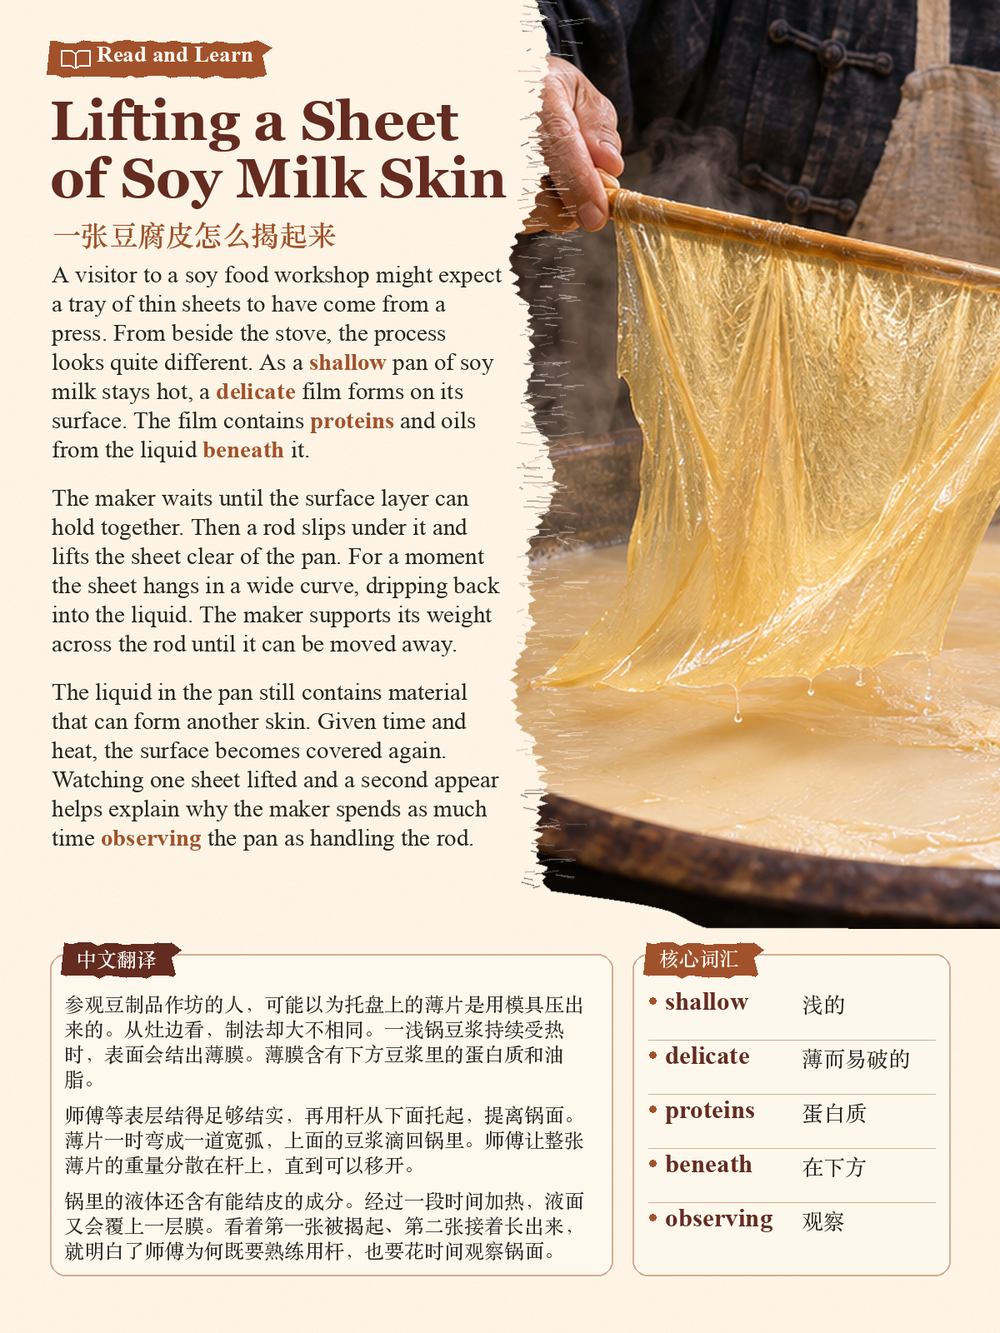 Read and Learn
Lifting a Sheet
of Soy Milk Skin
一张豆腐皮怎么揭起来
A visitor to a soy food workshop might expect
a tray of thin sheets to have come from a
press. From beside the stove, the process
looks quite different. As a shallow pan of soy
milk stays hot, a delicate film forms on its
surface. The film contains proteins and oils
from the liquid beneath it.
The maker waits until the surface layer can
hold together. Then a rod slips under it and
lifts the sheet clear of the pan. For a moment
the sheet hangs in a wide curve, dripping back
into the liquid. The maker supports its weight
across the rod until it can be moved away.
The liquid in the pan still contains material
that can form another skin. Given time and
heat, the surface becomes covered again.
Watching one sheet lifted and a second appear
helps explain why the maker spends as much
time observing the pan as handling the rod.
中文翻译
参观豆制品作坊的人，可能以为托盘上的薄片是用模具压出
来的。从灶边看，制法却大不相同。一浅锅豆浆持续受热
时，表面会结出薄膜。薄膜含有下方豆浆里的蛋白质和油
脂。
师傅等表层结得足够结实，再用杆从下面托起，提离锅面。
薄片一时弯成一道宽弧，上面的豆浆滴回锅里。师傅让整张
薄片的重量分散在杆上，直到可以移开。
锅里的液体还含有能结皮的成分。经过一段时间加热，液面
又会覆上一层膜。看着第一张被揭起、第二张接着长出来，
就明白了师傅为何既要熟练用杆，也要花时间观察锅面。
核心词汇
• shallow 浅的
• delicate 薄而易破的
• proteins 蛋白质
• beneath 在下方
• observing 观察